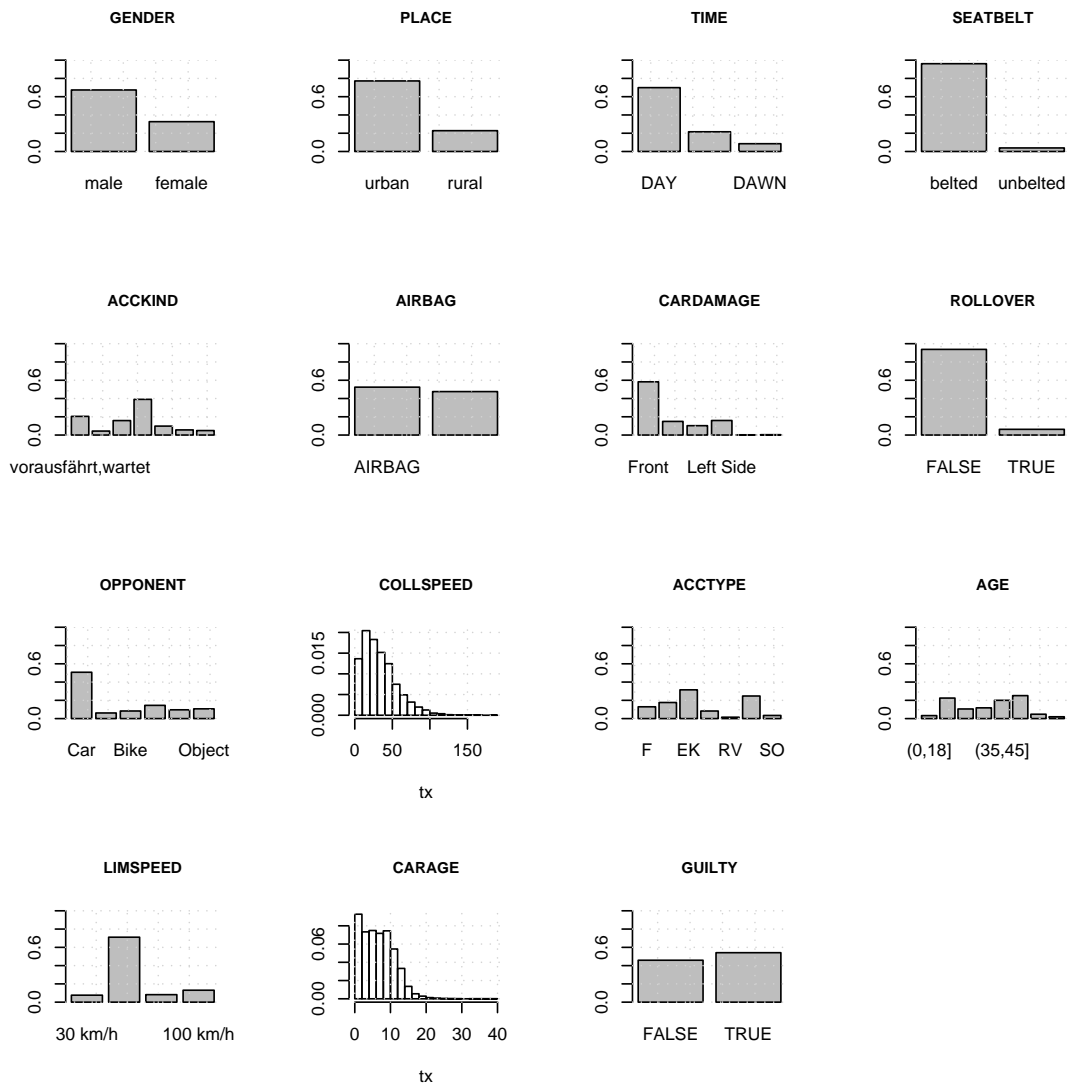 GENDER PLACE TIME SEATBELT
0.0 0.6 0.0 0.6 0.0 0.6 0.0 0.6
male female urban rural DAY DAWN belted unbelted
ACCKIND AIRBAG CARDAMAGE ROLLOVER
0.0 0.6 0.0 0.6 0.0 0.6 0.0 0.6
vorausfährt,wartet AIRBAG Front Left Side FALSE TRUE
OPPONENT COLLSPEED ACCTYPE AGE
0.0 0.6 0.000 0.015 0.0 0.6 0.0 0.6
Car Bike Object 0 50 150 F EK RV SO (0,18] (35,45]
tx
LIMSPEED CARAGE GUILTY
0.0 0.6 0.00 0.06 0.0 0.6
30 km/h 100 km/h 0 10 20 30 40 FALSE TRUE
tx